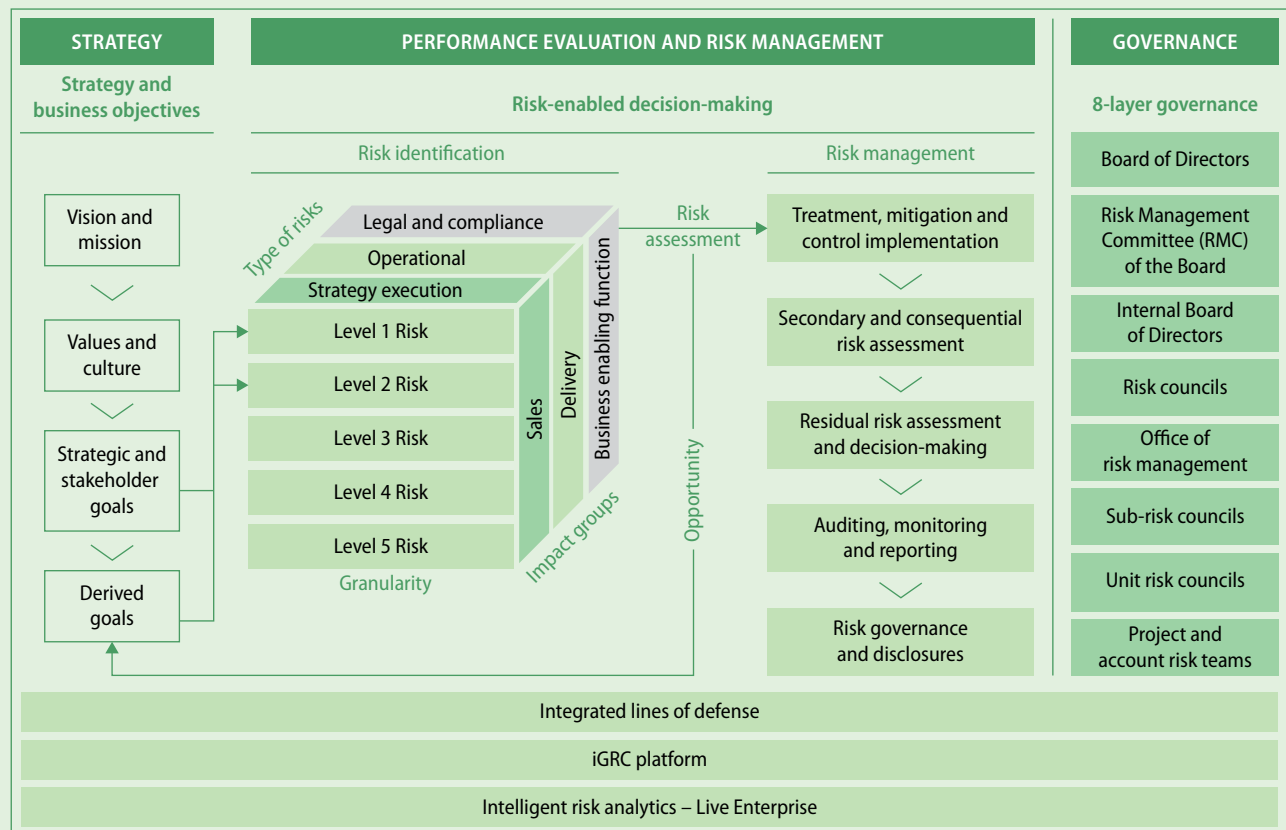 STRATEGY
Strategy and
business objectives
Vision and
mission
Values and
culture
Strategic and
stakeholder
goals
Derived
goals
PERFORMANCE EVALUATION AND RISK MANAGEMENT
Risk-enabled decision-making
Risk identification
Type of risks
Legal and compliance
Operational
Strategy execution
Level 1 Risk
Level 2 Risk
Level 3 Risk
Level 4 Risk
Level 5 Risk
Granularity
Sales
Delivery
Business enabling function
Impact groups
Risk
assessment
Opportunity
Risk management
Treatment, mitigation and
control implementation
Secondary and consequential
risk assessment
Residual risk assessment
and decision-making
Auditing, monitoring
and reporting
Risk governance
and disclosures
GOVERNANCE
8-layer governance
Board of Directors
Risk Management
Committee (RMC)
of the Board
Internal Board
of Directors
Risk councils
Office of
risk management
Sub-risk councils
Unit risk councils
Project and
account risk teams
Integrated lines of defense
iGRC platform
Intelligent risk analytics – Live Enterprise